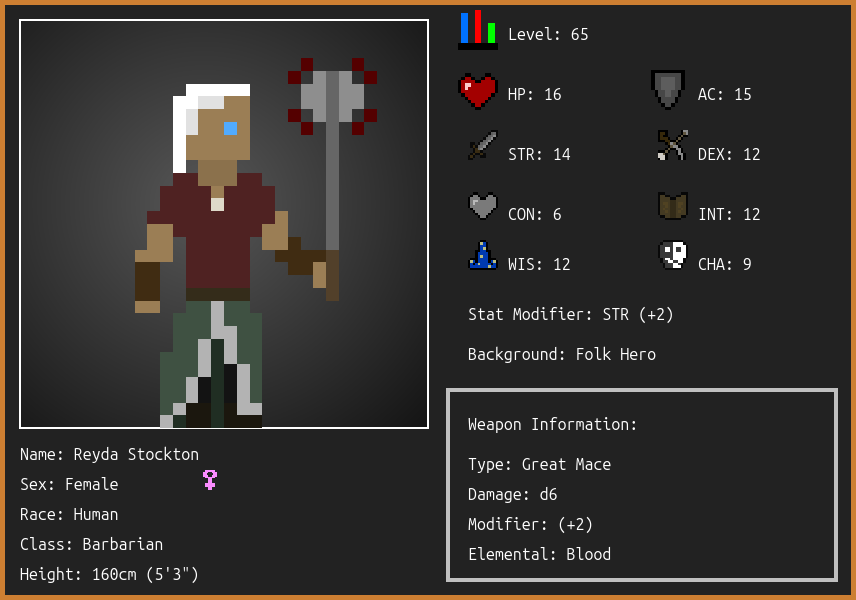 Level: 65
HP: 16
AC: 15
STR: 14
DEX: 12
CON: 6
INT: 12
WIS: 12
CHA: 9
Stat Modifier: STR (+2)
Background: Folk Hero
Weapon Information:
Type: Great Mace
Damage: d6
Modifier: (+2)
Elemental: Blood
Name: Reyda Stockton
Sex: Female
Race: Human
Class: Barbarian
Height: 160cm (5'3")